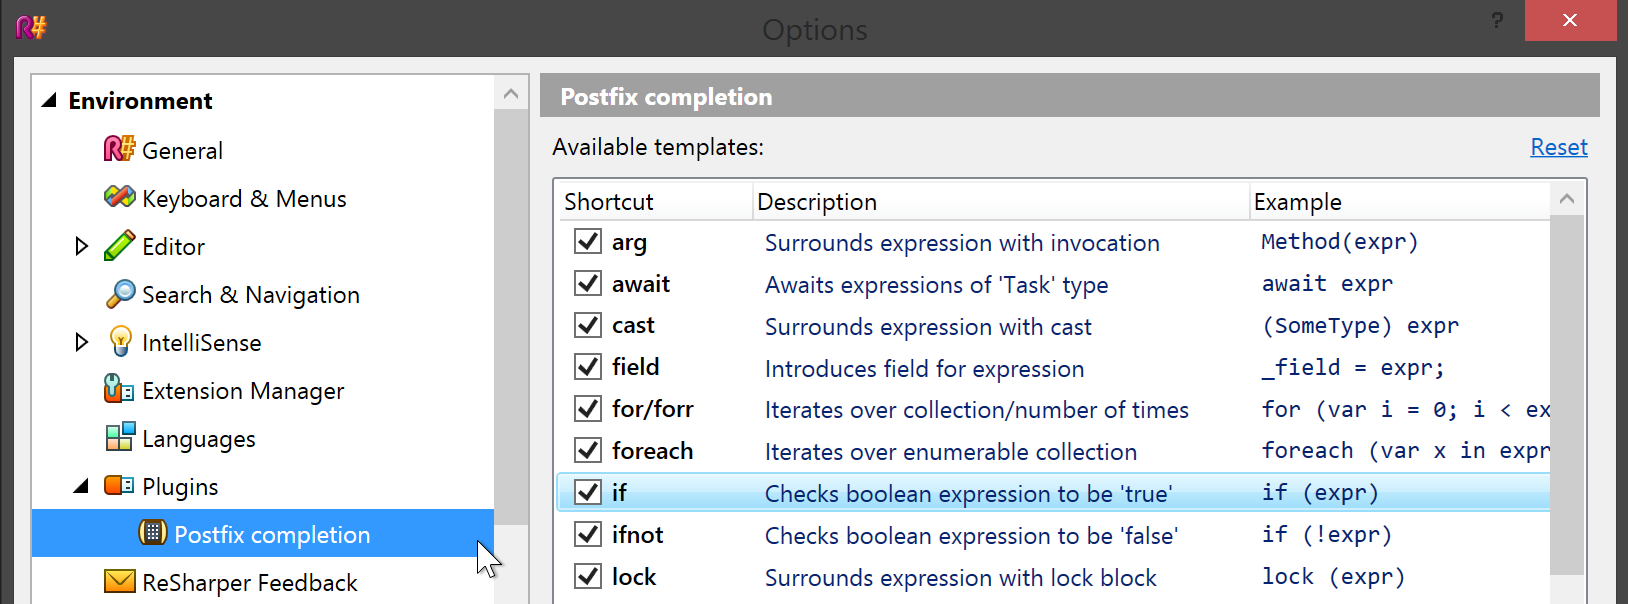 R#
Options
?
Environment
R# General
Keyboard & Menus
Editor
Search & Navigation
IntelliSense
Extension Manager
Languages
Plugins
Postfix completion
ReSharper Feedback
Postfix completion
Available templates:
Reset
Shortcut Description Example
arg Surrounds expression with invocation Method(expr)
await Awaits expressions of 'Task' type await expr
cast Surrounds expression with cast (SomeType) expr
field Introduces field for expression _field = expr;
for/forr Iterates over collection/number of times for (var i = 0; i < ex
foreach Iterates over enumerable collection foreach (var x in expr
if Checks boolean expression to be 'true' if (expr)
ifnot Checks boolean expression to be 'false' if (!expr)
lock Surrounds expression with lock block lock (expr)